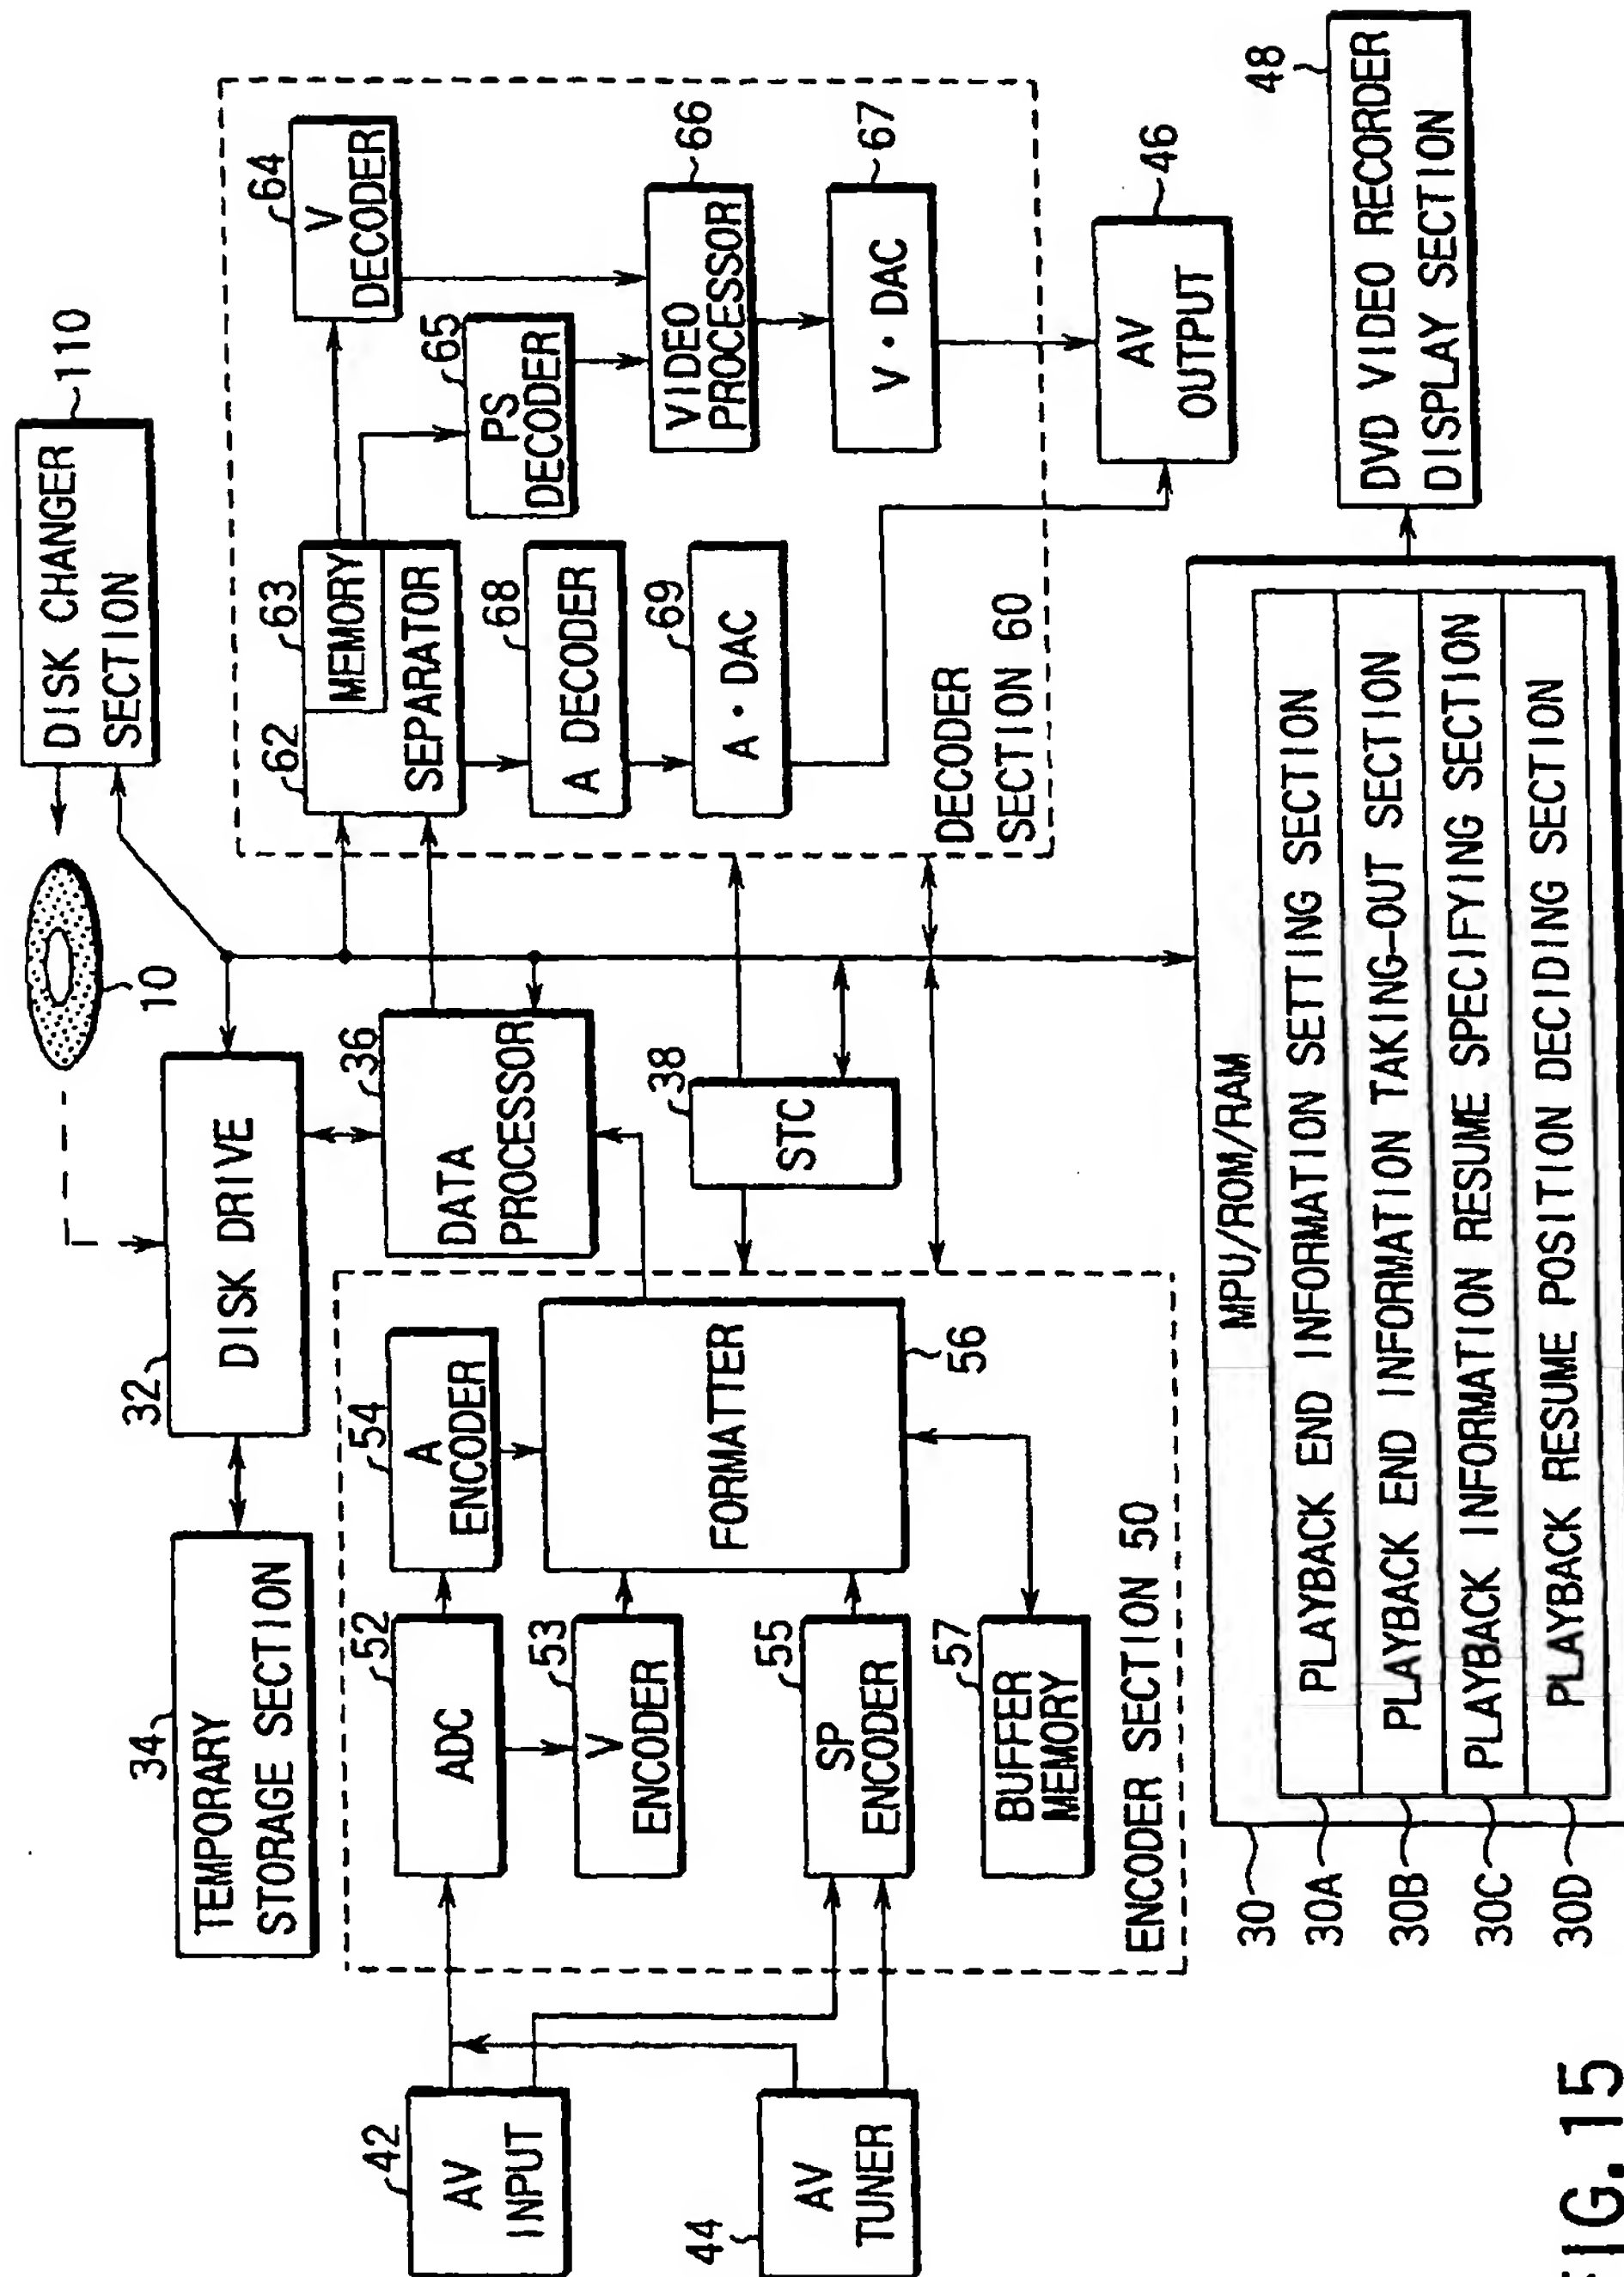 DISK CHANGER
SECTION
110
10
34
TEMPORARY
STORAGE SECTION
32
DISK DRIVE
36
DATA
PROCESSOR
38
STC
42
AV
INPUT
44
AV
TUNER
52
ADC
54
A
ENCODER
53
V
ENCODER
55
SP
ENCODER
57
BUFFER
MEMORY
FORMATTER
56
ENCODER SECTION 50
62
63
MEMORY
SEPARATOR
64
V
DECODER
65
PS
DECODER
68
A DECODER
69
A・DAC
66
VIDEO
PROCESSOR
67
V・DAC
DECODER
SECTION 60
AV
OUTPUT
46
48
DVD VIDEO RECORDER
DISPLAY SECTION
MPU/ROM/RAM
30
30A
PLAYBACK END INFORMATION SETTING SECTION
30B
PLAYBACK END INFORMATION TAKING-OUT SECTION
30C
PLAYBACK INFORMATION RESUME SPECIFYING SECTION
30D
PLAYBACK RESUME POSITION DECIDING SECTION
FIG.15